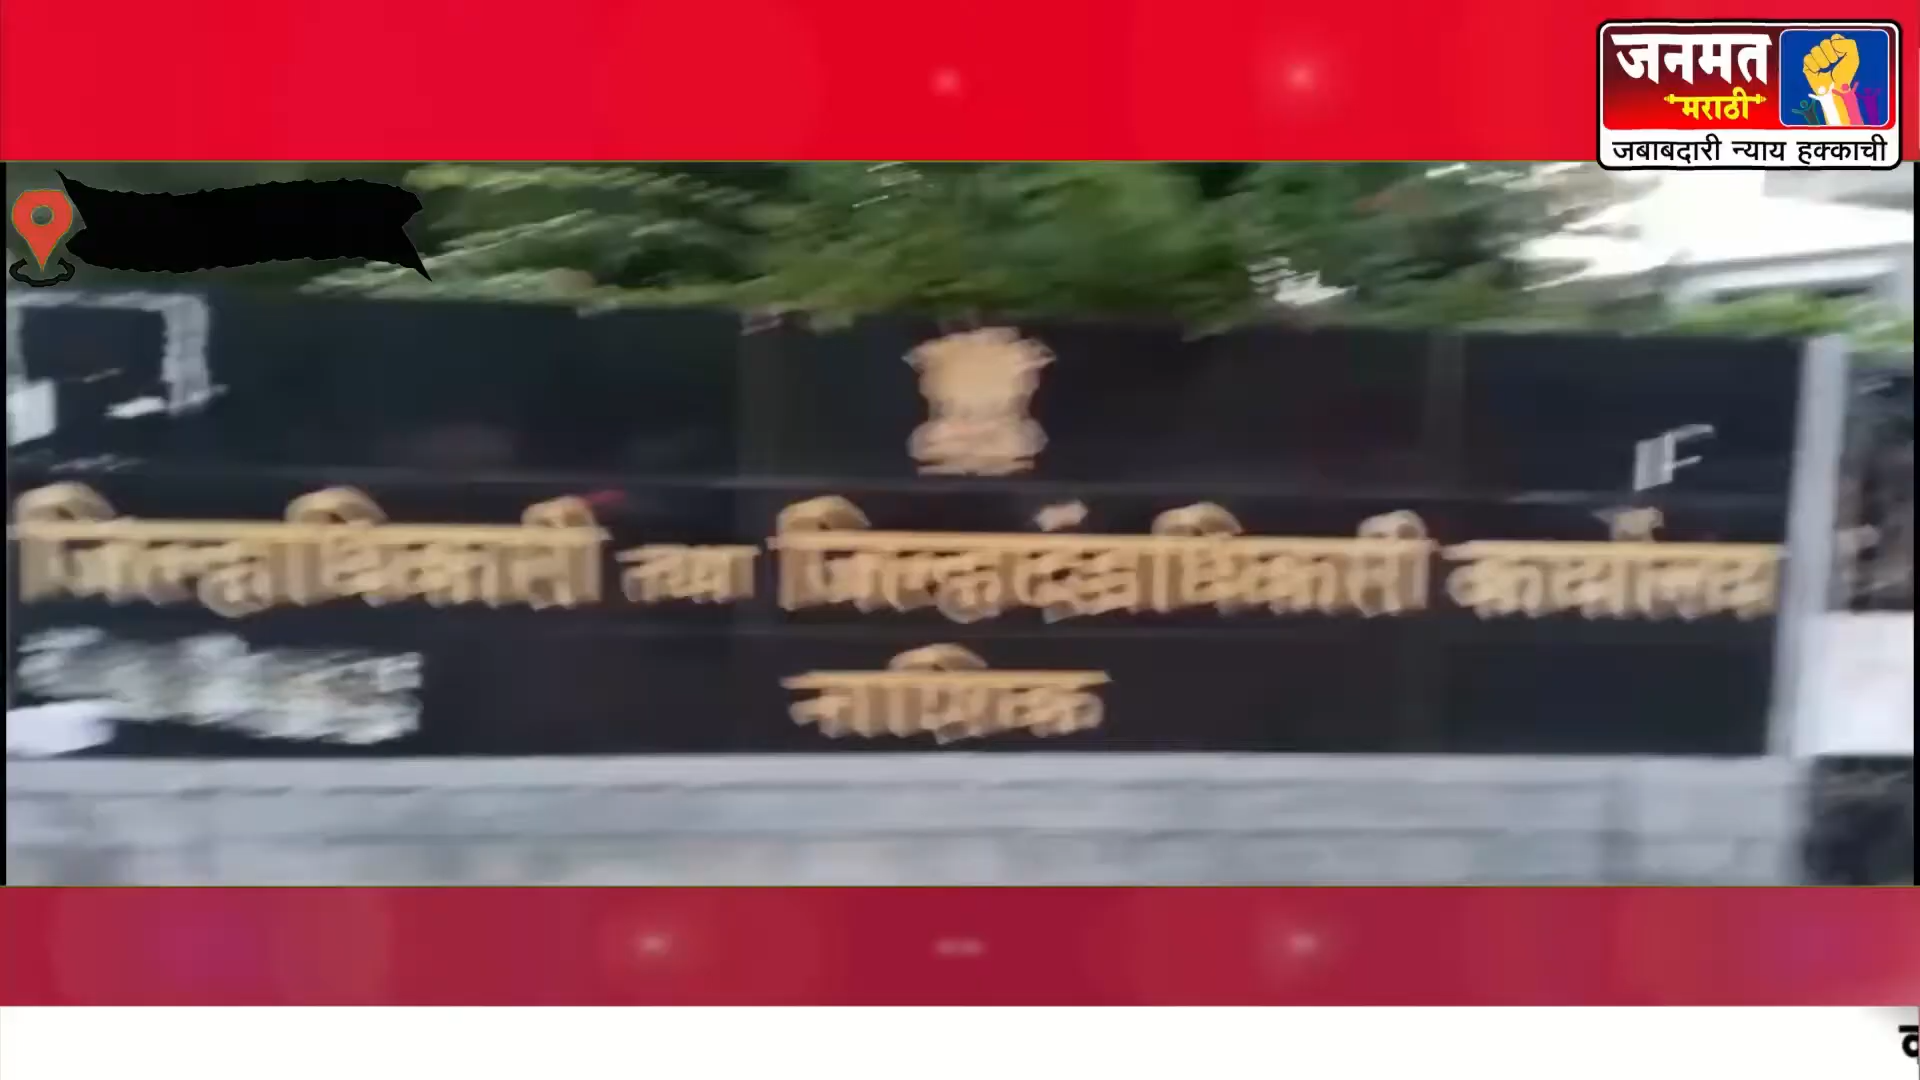 जनमत
मराठी
जबाबदारी न्याय हक्काची
जिल्हाधिकारी तथा जिल्हादंडाधिकारी कार्यालय
नाशिक